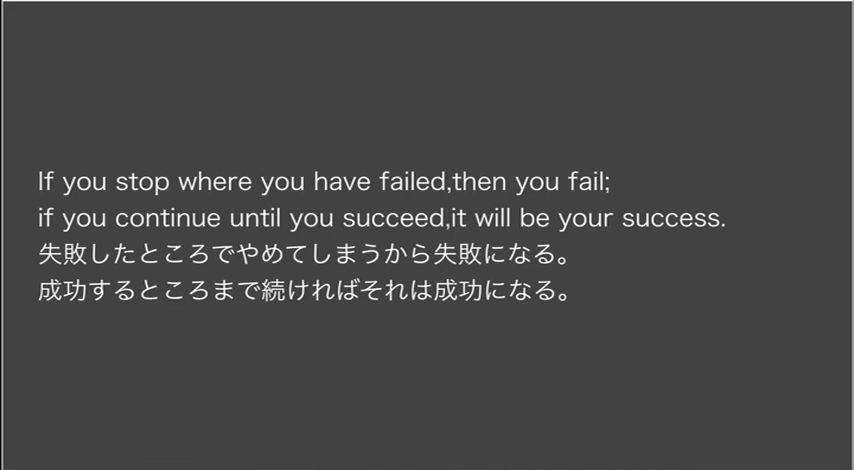 If you stop where you have failed,then you fail;
if you continue until you succeed,it will be your success.
失敗したところでやめてしまうから失敗になる。
成功するところまで続ければそれは成功になる。